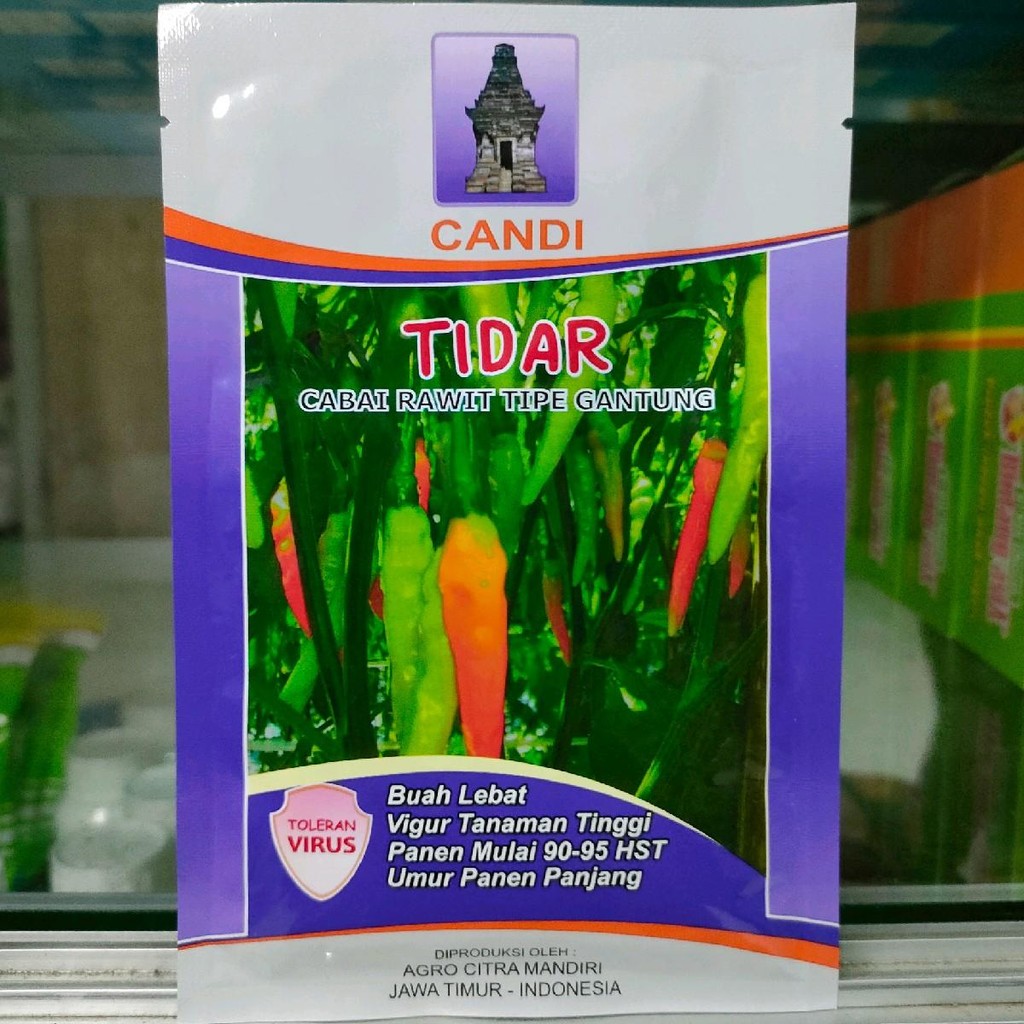 CANDI
TIDAR
CABAI RAWIT TIPE GANTUNG
TOLERAN
VIRUS
Buah Lebat
Vigur Tanaman Tinggi
Panen Mulai 90-95 HST
Umur Panen Panjang
DIPRODUKSI OLEH :
AGRO CITRA MANDIRI
JAWA TIMUR - INDONESIA